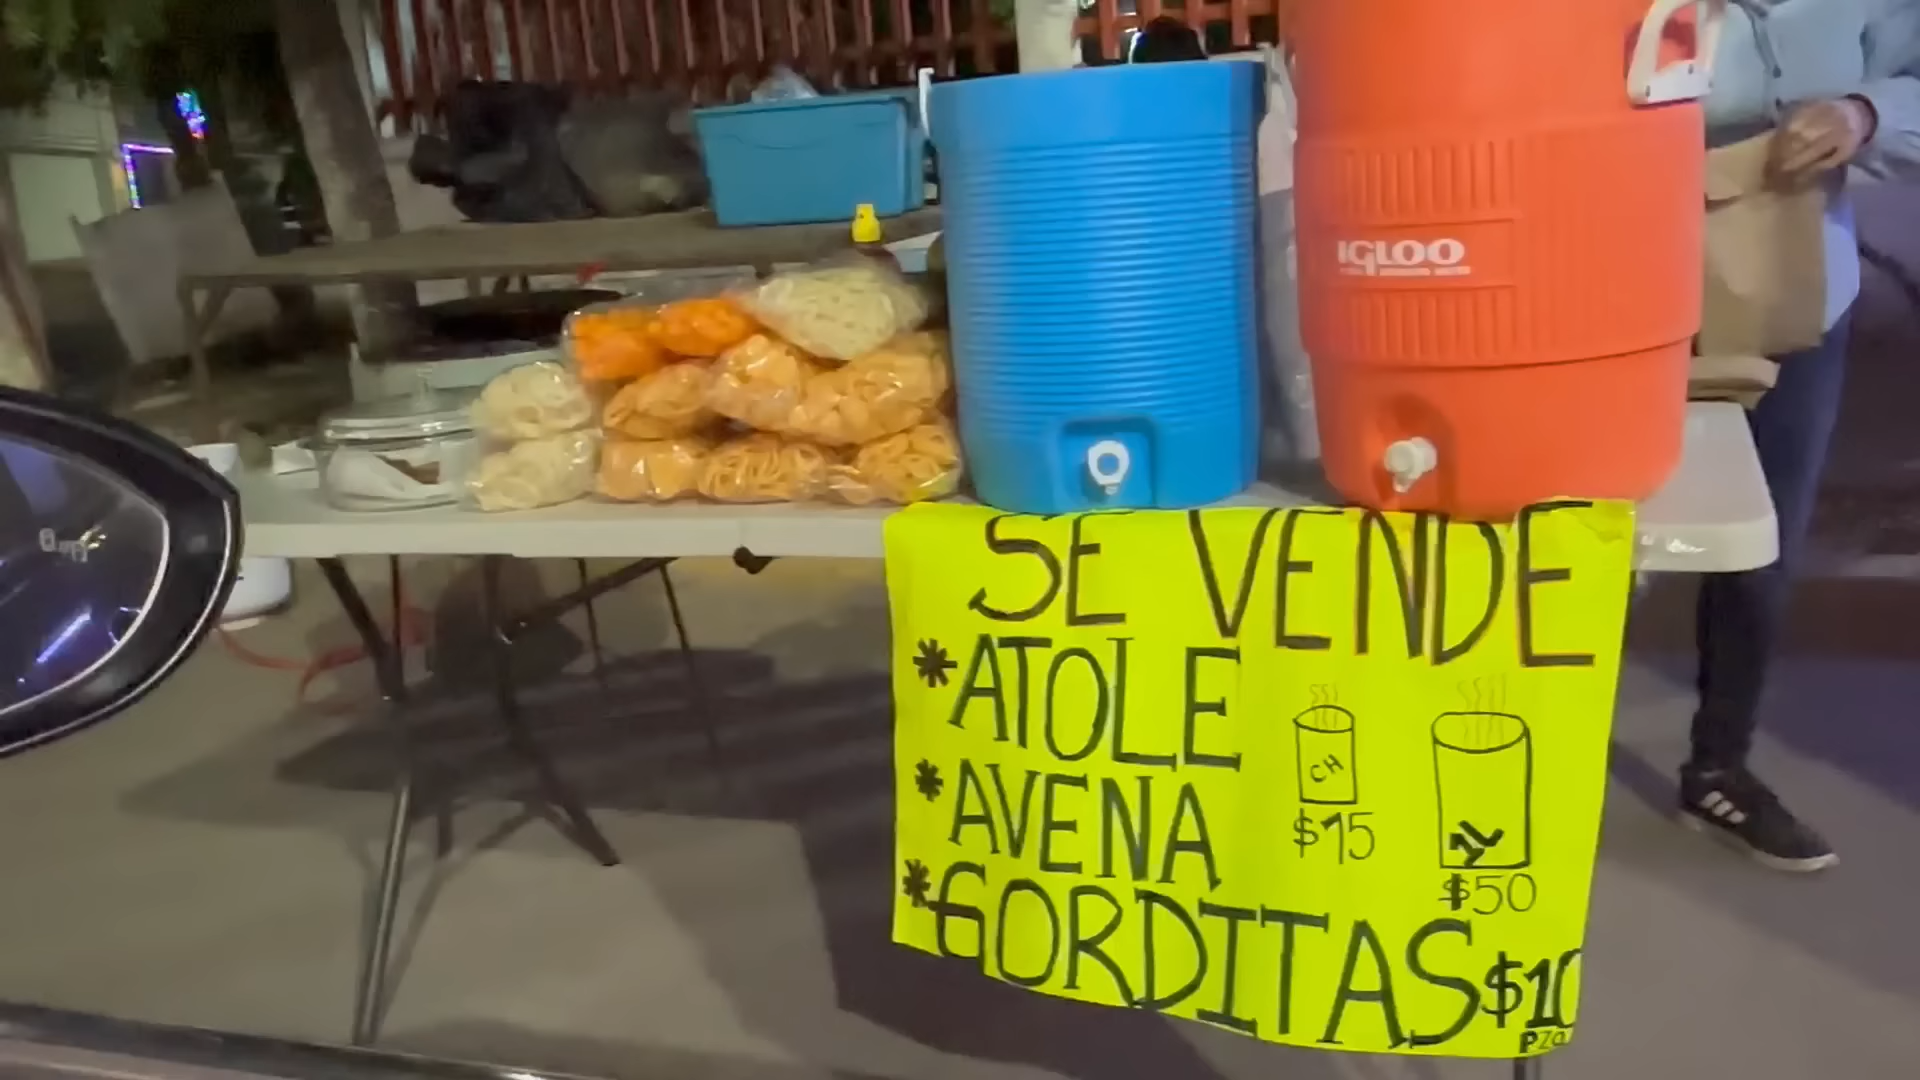 IGLOO
SE VENDE
*ATOLE
*AVENA
CH
$15
1L
$50
*GORDITAS $10
PZA